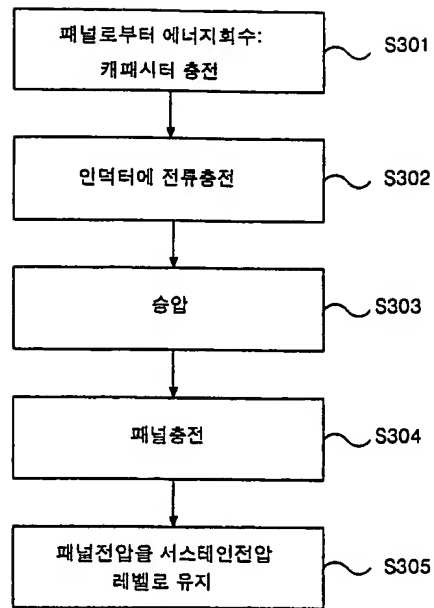 패널로부터 에너지회수:
캐패시터 충전
S301
인덕터에 전류충전
S302
승압
S303
패널충전
S304
패널전압을 서스테인전압
레벨로 유지
S305